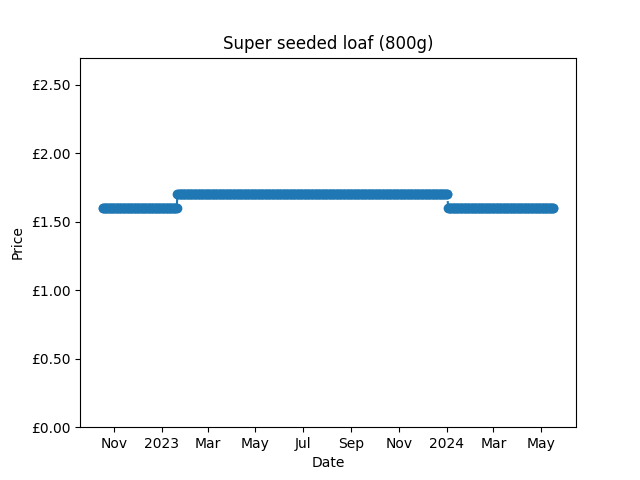 Super seeded loaf (800g)
£2.50
£2.00
£1.50
£1.00
£0.50
£0.00
Price
Nov 2023 Mar May Jul Sep Nov 2024 Mar May
Date